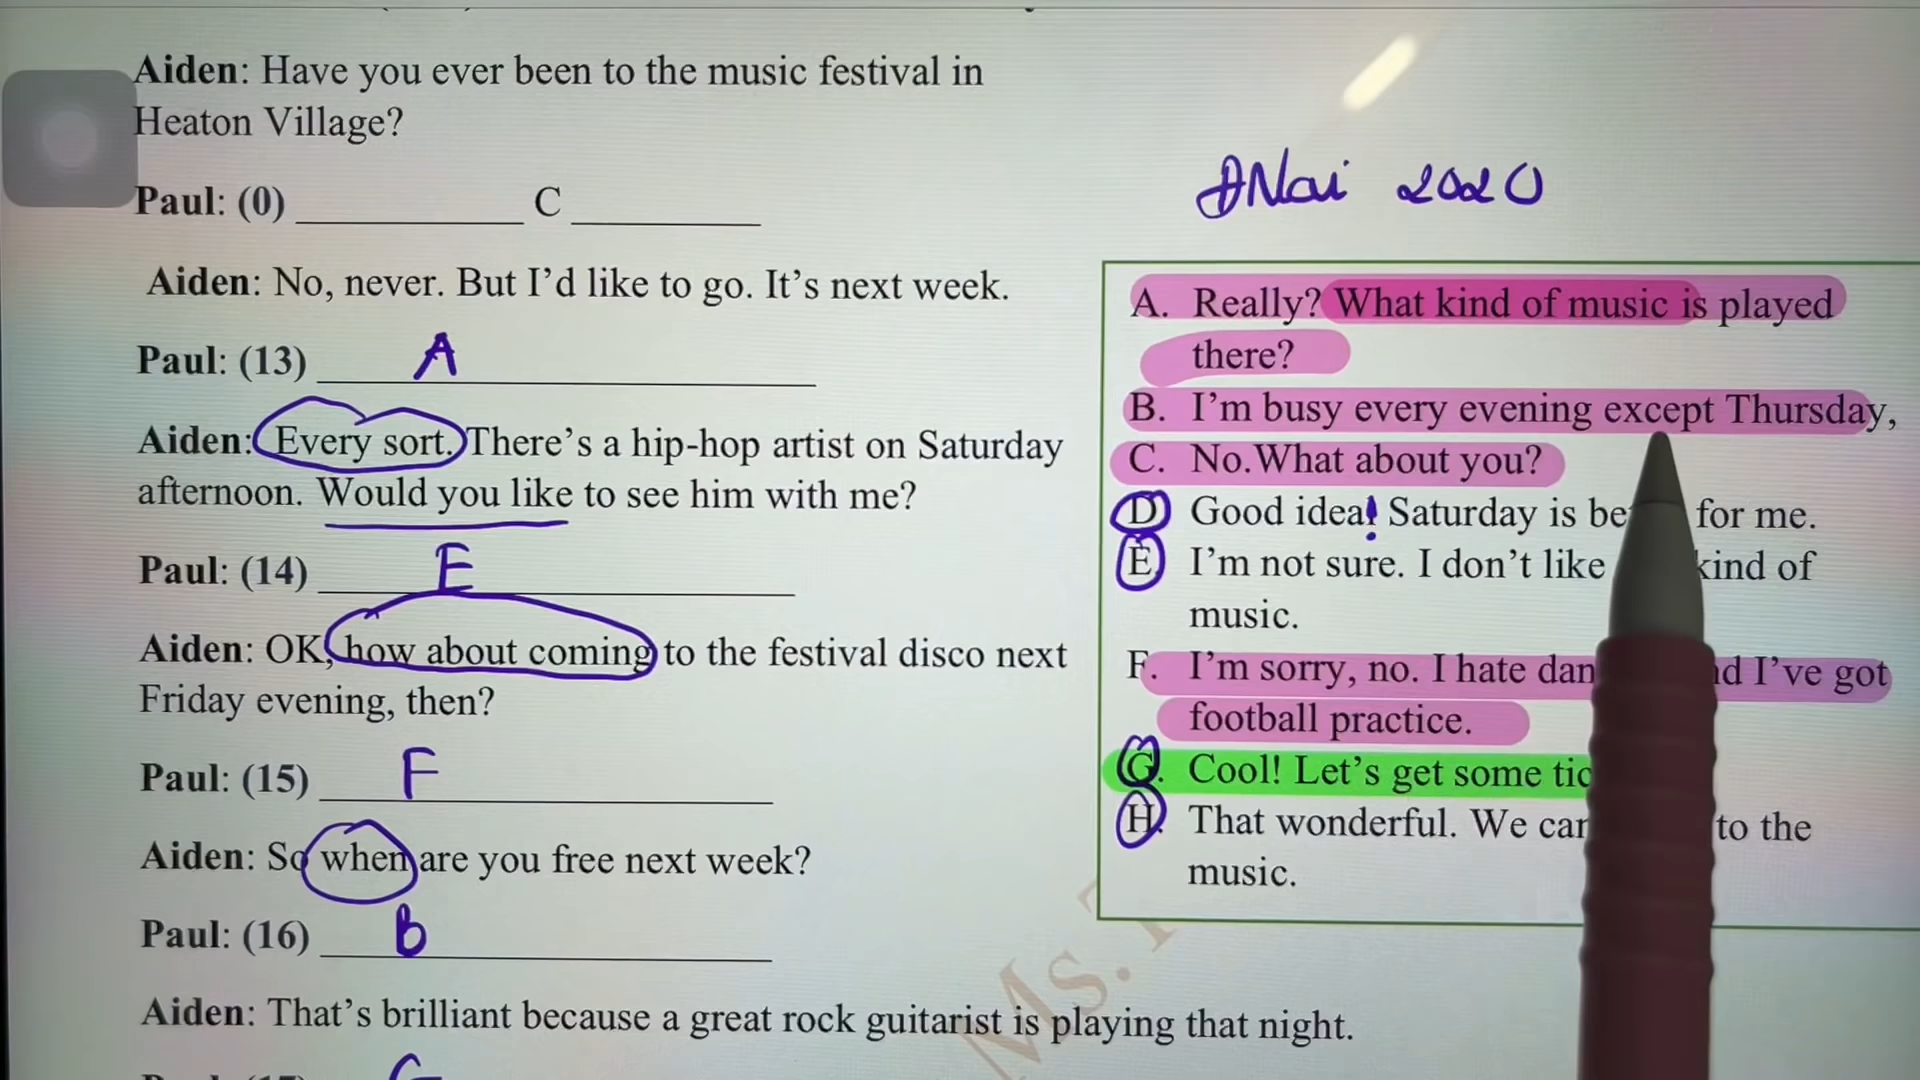 Aiden: Have you ever been to the music festival in
Heaton Village?
Paul: (0) __________ C ________
ĐNai 2020
Aiden: No, never. But I'd like to go. It's next week.
Paul: (13) A
Aiden: Every sort. There's a hip-hop artist on Saturday
afternoon. Would you like to see him with me?
Paul: (14) E
Aiden: OK, how about coming to the festival disco next
Friday evening, then?
Paul: (15) F
Aiden: So when are you free next week?
Paul: (16) B
Aiden: That's brilliant because a great rock guitarist is playing that night.
A. Really? What kind of music is played
there?
B. I'm busy every evening except Thursday,
C. No.What about you?
D Good idea! Saturday is for me.
E. I'm not sure. I don't like kind of
music.
F. I'm sorry, no. I hate I've got
football practice.
G. Cool! Let's get some
H. That wonderful. We to the
music.
Ms.